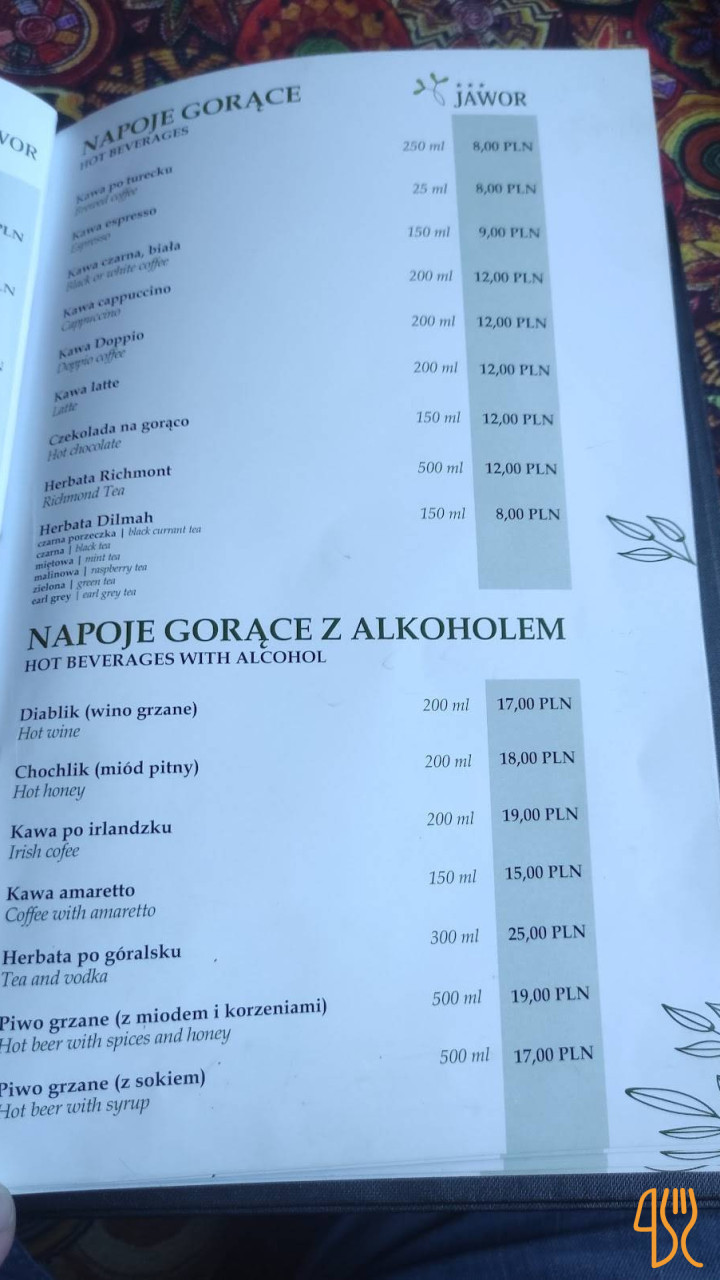 WOR
PLN
LN
NAPOJE GORĄCE
HOT BEVERAGES
*** JAWOR
Kawa po turecku 250 ml 8,00 PLN
Brewed coffee
Kawa espresso 25 ml 8,00 PLN
Espresso
Kawa czarna, biała 150 ml 9,00 PLN
Black or white coffee
Kawa cappuccino 200 ml 12,00 PLN
Cappuccino
Kawa Doppio 200 ml 12,00 PLN
Doppio coffee
Kawa latte 200 ml 12,00 PLN
Latte
Czekolada na gorąco 150 ml 12,00 PLN
Hot chocolate
Herbata Richmont 500 ml 12,00 PLN
Richmond Tea
Herbata Dilmah 150 ml 8,00 PLN
czarna porzeczka | black currant tea
czarna | black tea
miętowa | mint tea
malinowa | raspberry tea
zielona | green tea
earl grey | earl grey tea
NAPOJE GORĄCE Z ALKOHOLEM
HOT BEVERAGES WITH ALCOHOL
Diablik (wino grzane) 200 ml 17,00 PLN
Hot wine
Chochlik (miód pitny) 200 ml 18,00 PLN
Hot honey
Kawa po irlandzku 200 ml 19,00 PLN
Irish cofee
Kawa amaretto 150 ml 15,00 PLN
Coffee with amaretto
Herbata po góralsku 300 ml 25,00 PLN
Tea and vodka
Piwo grzane (z miodem i korzeniami) 500 ml 19,00 PLN
Hot beer with spices and honey
Piwo grzane (z sokiem) 500 ml 17,00 PLN
Hot beer with syrup